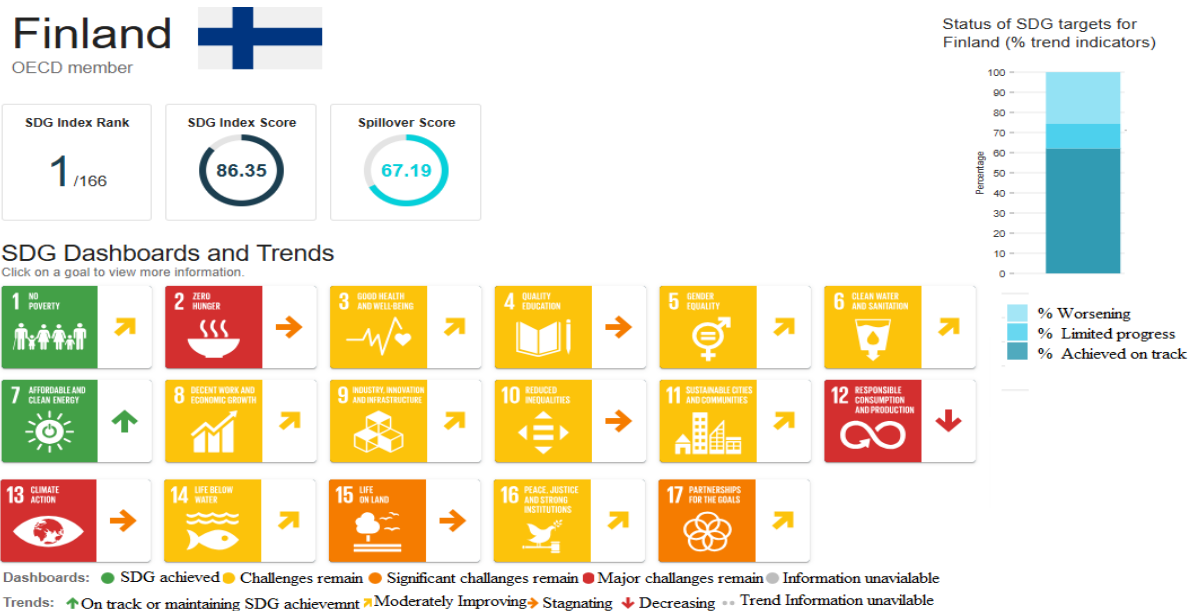 Finland
OECD member
Status of SDG targets for
Finland (% trend indicators)
SDG Index Rank
1/166
SDG Index Score
86.35
Spillover Score
67.19
Percentage
100
90
80
70
60
50
40
30
20
10
0
% Worsening
% Limited progress
% Achieved on track
SDG Dashboards and Trends
Click on a goal to view more information.
1 NO
POVERTY
2 ZERO
HUNGER
3 GOOD HEALTH
AND WELL-BEING
4 QUALITY
EDUCATION
5 GENDER
EQUALITY
6 CLEAN WATER
AND SANITATION
7 AFFORDABLE AND
CLEAN ENERGY
8 DECENT WORK AND
ECONOMIC GROWTH
9 INDUSTRY, INNOVATION
AND INFRASTRUCTURE
10 REDUCED
INEQUALITIES
11 SUSTAINABLE CITIES
AND COMMUNITIES
12 RESPONSIBLE
CONSUMPTION
AND PRODUCTION
13 CLIMATE
ACTION
14 LIFE BELOW
WATER
15 LIFE
ON LAND
16 PEACE, JUSTICE
AND STRONG
INSTITUTIONS
17 PARTNERSHIPS
FOR THE GOALS
Dashboards: SDG achieved Challenges remain Significant challanges remain Major challanges remain Information unavialable
Trends: On track or maintaining SDG achievemnt Moderately Improving Stagnating Decreasing Trend Information unavilable